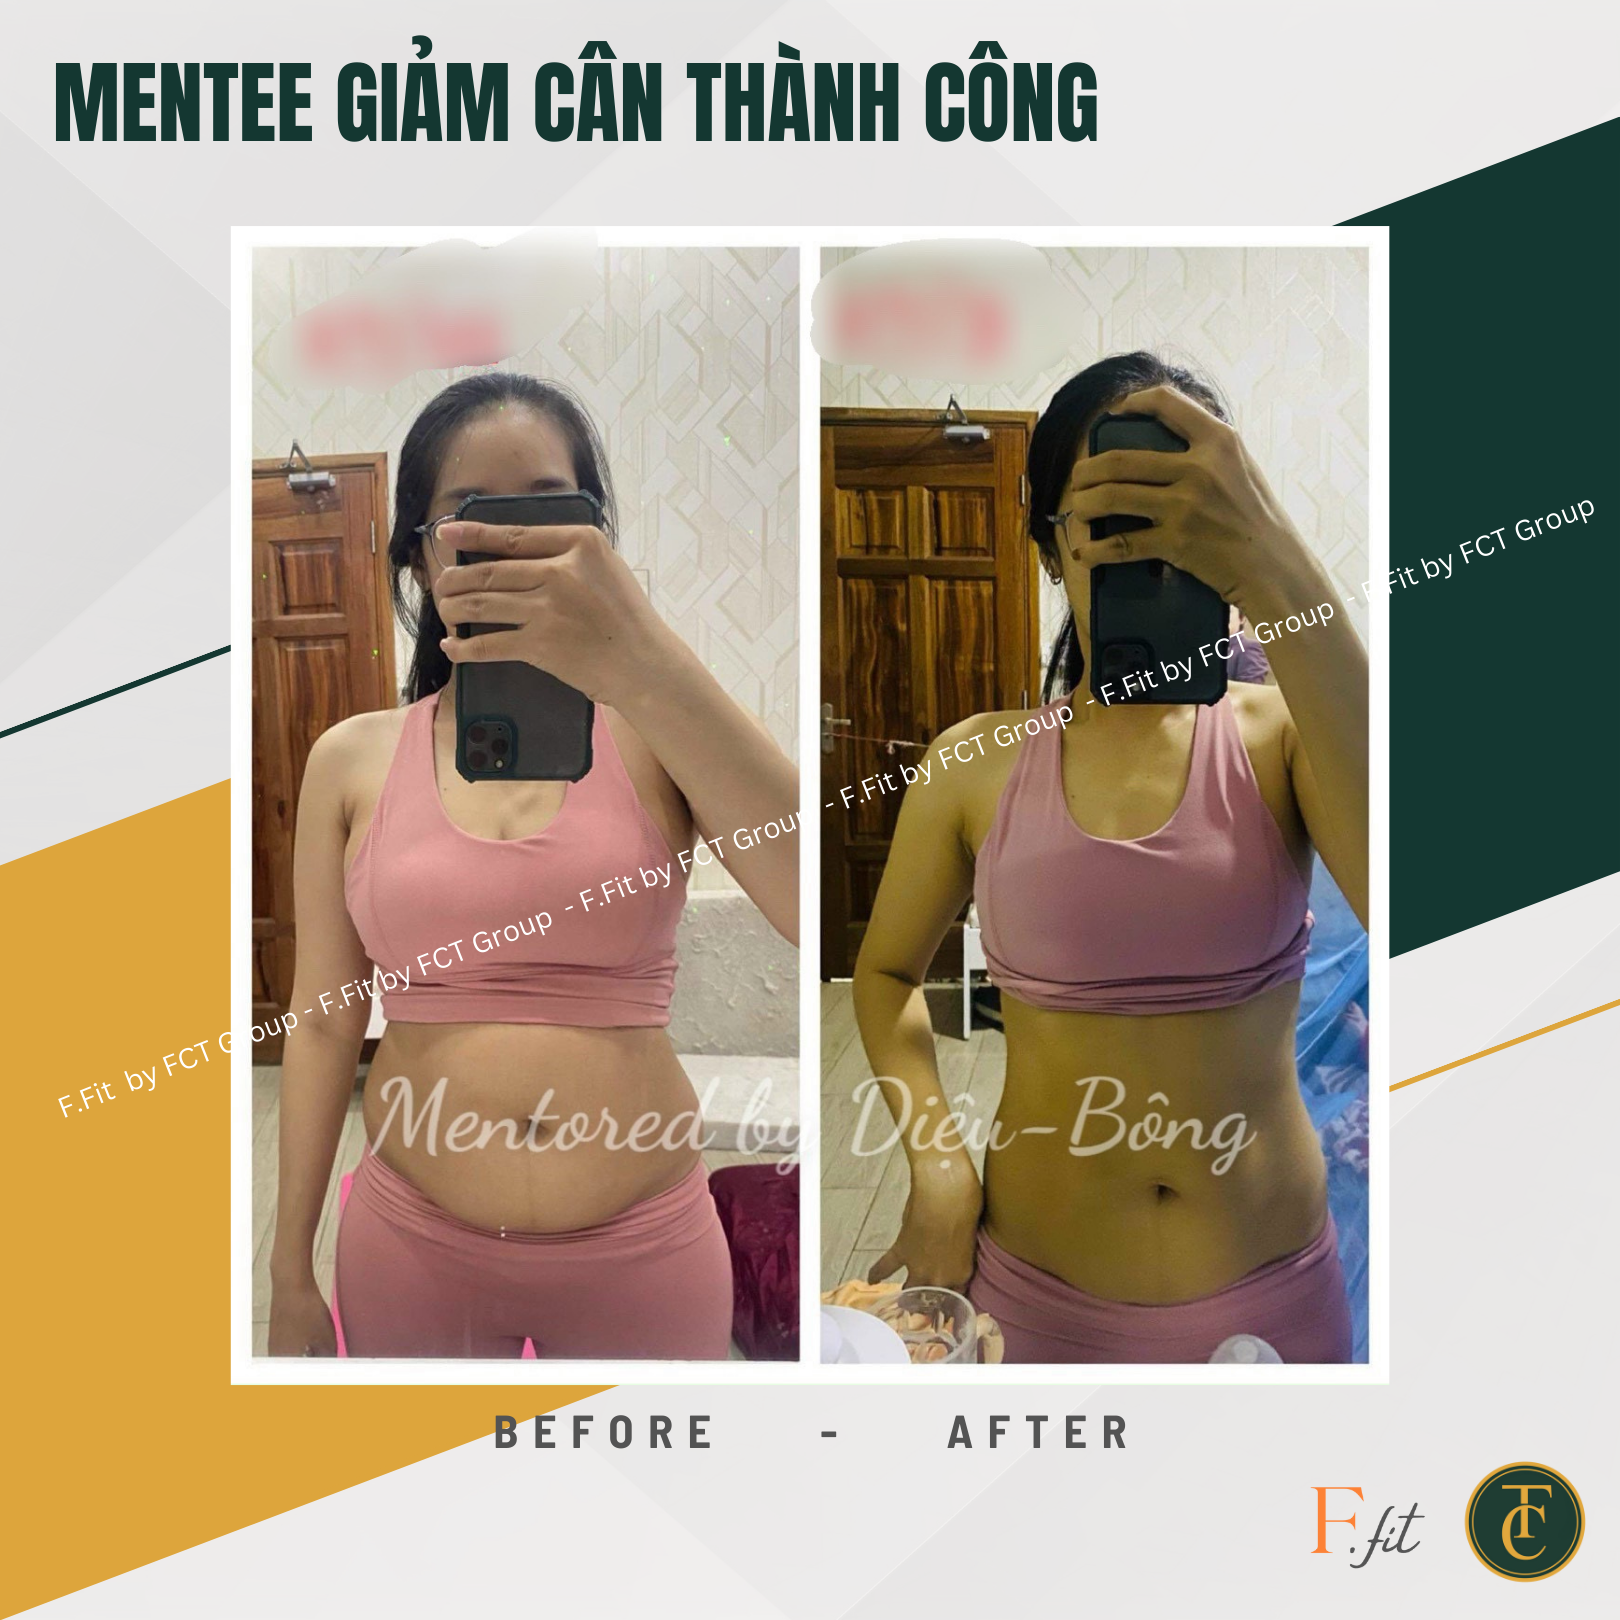 MENTEE GIẢM CÂN THÀNH CÔNG
F.Fit by FCT Group - F.Fit by FCT Group - F.Fit by FCT Group - F.Fit by FCT Group - F.Fit by FCT Group - F.Fit by FCT Group
Mentored by Diệu-Bông
BEFORE - AFTER
F.fit